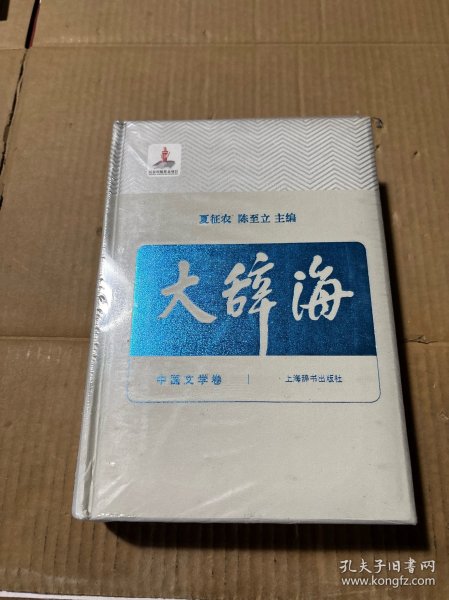 夏征农 陈至立 主编
大辞海
中国文学卷
上海辞书出版社
孔夫子旧书网
www.kongfz.com